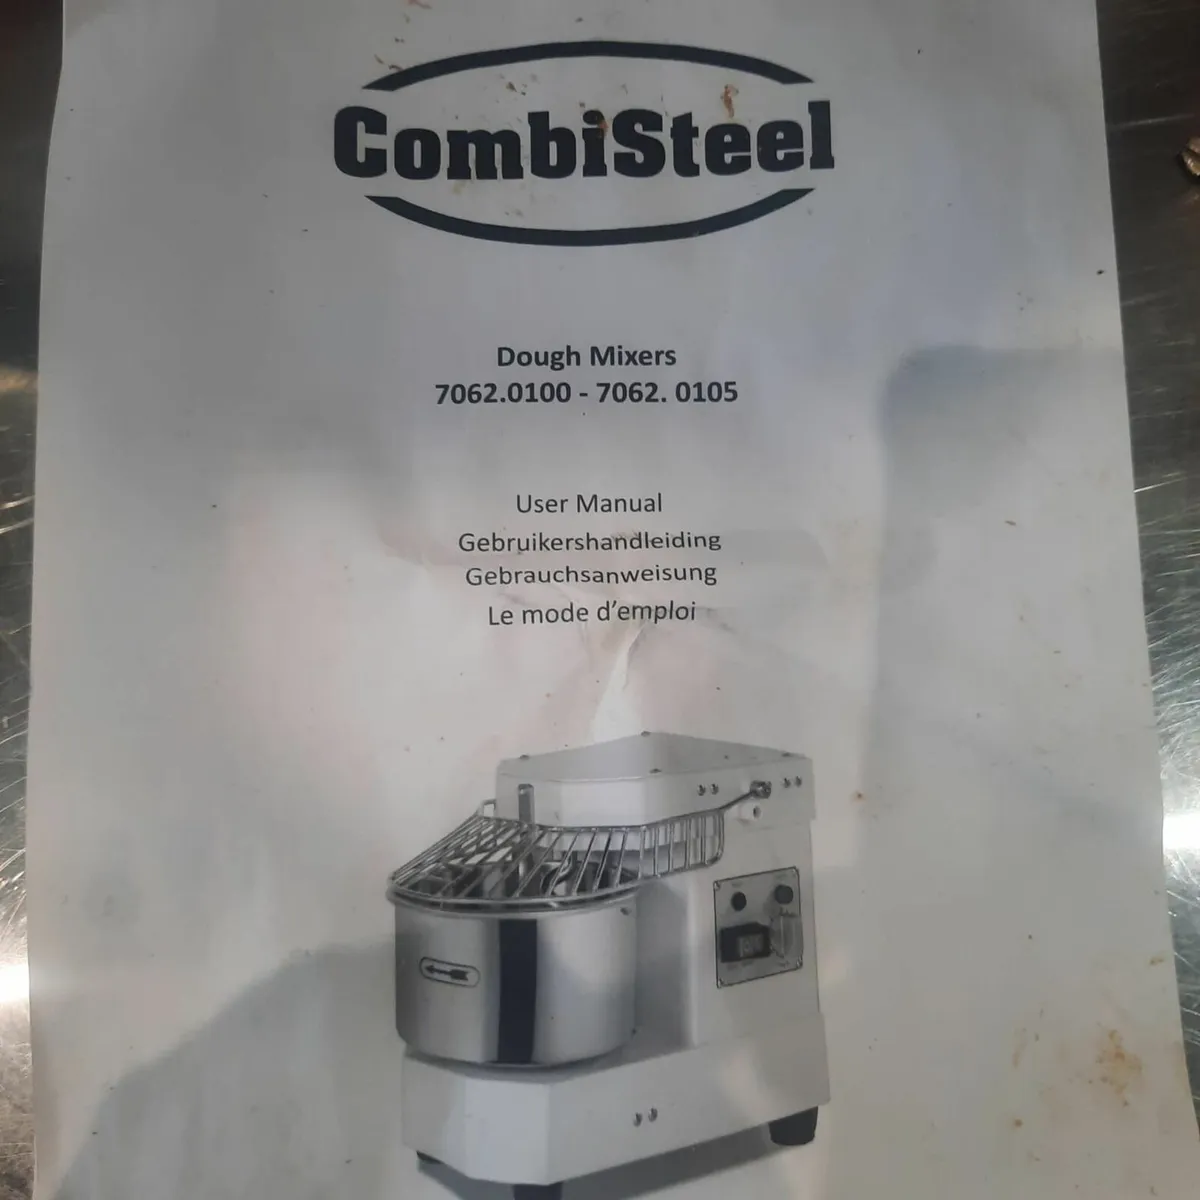 CombiSteel
Dough Mixers
7062.0100 - 7062. 0105
User Manual
Gebruikershandleiding
Gebrauchsanweisung
Le mode d’emploi